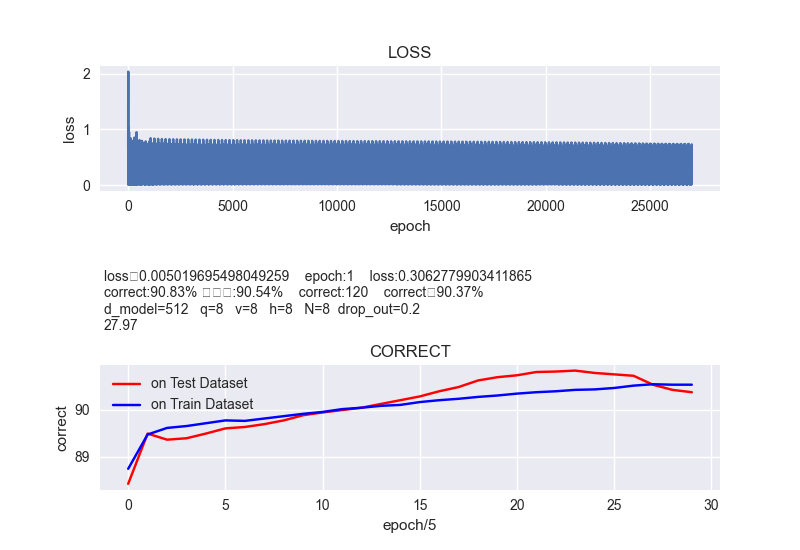 LOSS
2
1
0
loss
0 5000 10000 15000 20000 25000
epoch
loss□0.005019695498049259 epoch:1 loss:0.3062779903411865
correct:90.83% □□□:90.54% correct:120 correct□90.37%
d_model=512 q=8 v=8 h=8 N=8 drop_out=0.2
27.97
CORRECT
on Test Dataset
on Train Dataset
90
89
correct
0 5 10 15 20 25 30
epoch/5